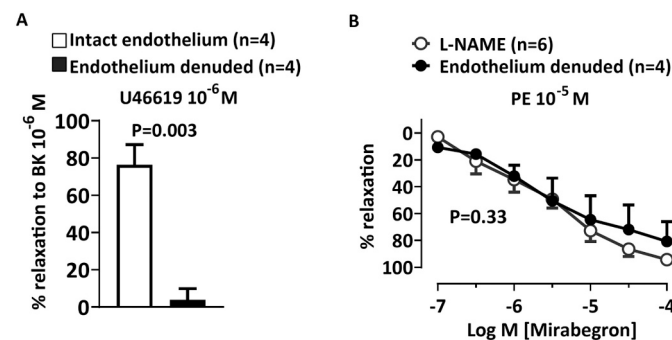 A
Intact endothelium (n=4)
Endothelium denuded (n=4)
U46619 10⁻⁶ M
P=0.003
% relaxation to BK 10⁻⁶ M
100
80
60
40
20
0
B
L-NAME (n=6)
Endothelium denuded (n=4)
PE 10⁻⁵ M
% relaxation
0
20
40
60
80
100
P=0.33
-7
-6
-5
-4
Log M [Mirabegron]